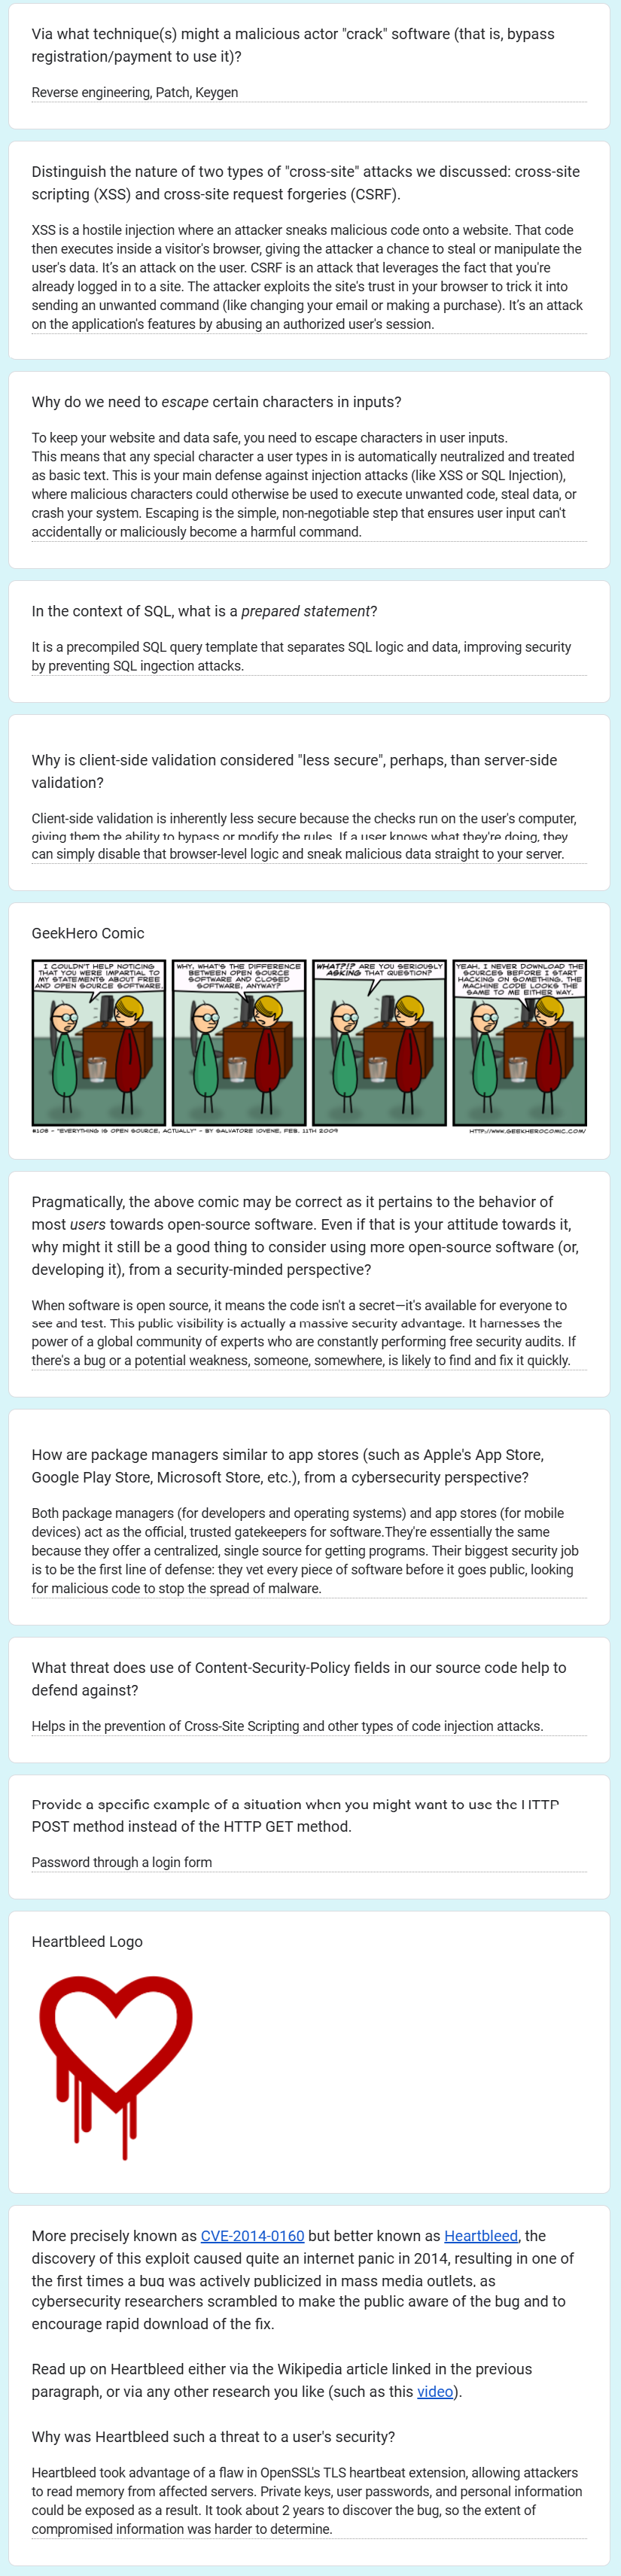 Via what technique(s) might a malicious actor "crack" software (that is, bypass
registration/payment to use it)?
Reverse engineering, Patch, Keygen
Distinguish the nature of two types of "cross-site" attacks we discussed: cross-site
scripting (XSS) and cross-site request forgeries (CSRF).
XSS is a hostile injection where an attacker sneaks malicious code onto a website. That code
then executes inside a visitor's browser, giving the attacker a chance to steal or manipulate the
user's data. It's an attack on the user. CSRF is an attack that leverages the fact that you're
already logged in to a site. The attacker exploits the site's trust in your browser to trick it into
sending an unwanted command (like changing your email or making a purchase). It's an attack
on the application's features by abusing an authorized user's session.
Why do we need to escape certain characters in inputs?
To keep your website and data safe, you need to escape characters in user inputs.
This means that any special character a user types in is automatically neutralized and treated
as basic text. This is your main defense against injection attacks (like XSS or SQL Injection),
where malicious characters could otherwise be used to execute unwanted code, steal data, or
crash your system. Escaping is the simple, non-negotiable step that ensures user input can't
accidentally or maliciously become a harmful command.
In the context of SQL, what is a prepared statement?
It is a precompiled SQL query template that separates SQL logic and data, improving security
by preventing SQL ingection attacks.
Why is client-side validation considered "less secure", perhaps, than server-side
validation?
Client-side validation is inherently less secure because the checks run on the user's computer,
giving them the ability to bypass or modify the rules. If a user knows what they're doing, they
can simply disable that browser-level logic and sneak malicious data straight to your server.
GeekHero Comic
I COULDN'T HELP NOTICING
THAT YOU WERE IMPARTIAL TO
MY STATEMENTS ABOUT FREE
AND OPEN SOURCE SOFTWARE.
WHY, WHAT'S THE DIFFERENCE
BETWEEN OPEN SOURCE
SOFTWARE AND CLOSED
SOFTWARE, ANYWAY?
WHAT?!? ARE YOU SERIOUSLY
ASKING THAT QUESTION?
YEAH. I NEVER DOWNLOAD THE
SOURCES BEFORE I START
HACKING ON SOMETHING. THE
MACHINE CODE LOOKS THE
SAME TO ME EITHER WAY.
#108 - "EVERYTHING IS OPEN SOURCE, ACTUALLY" - BY SALVATORE IOVENE, FEB. 11TH 2009
HTTP://WWW.GEEKHEROCOMIC.COM/
Pragmatically, the above comic may be correct as it pertains to the behavior of
most users towards open-source software. Even if that is your attitude towards it,
why might it still be a good thing to consider using more open-source software (or,
developing it), from a security-minded perspective?
When software is open source, it means the code isn't a secret—it's available for everyone to
see and test. This public visibility is actually a massive security advantage. It harnesses the
power of a global community of experts who are constantly performing free security audits. If
there's a bug or a potential weakness, someone, somewhere, is likely to find and fix it quickly.
How are package managers similar to app stores (such as Apple's App Store,
Google Play Store, Microsoft Store, etc.), from a cybersecurity perspective?
Both package managers (for developers and operating systems) and app stores (for mobile
devices) act as the official, trusted gatekeepers for software.They're essentially the same
because they offer a centralized, single source for getting programs. Their biggest security job
is to be the first line of defense: they vet every piece of software before it goes public, looking
for malicious code to stop the spread of malware.
What threat does use of Content-Security-Policy fields in our source code help to
defend against?
Helps in the prevention of Cross-Site Scripting and other types of code injection attacks.
Provide a specific example of a situation when you might want to use the HTTP
POST method instead of the HTTP GET method.
Password through a login form
Heartbleed Logo
More precisely known as CVE-2014-0160 but better known as Heartbleed, the
discovery of this exploit caused quite an internet panic in 2014, resulting in one of
the first times a bug was actively publicized in mass media outlets, as
cybersecurity researchers scrambled to make the public aware of the bug and to
encourage rapid download of the fix.
Read up on Heartbleed either via the Wikipedia article linked in the previous
paragraph, or via any other research you like (such as this video).
Why was Heartbleed such a threat to a user's security?
Heartbleed took advantage of a flaw in OpenSSL's TLS heartbeat extension, allowing attackers
to read memory from affected servers. Private keys, user passwords, and personal information
could be exposed as a result. It took about 2 years to discover the bug, so the extent of
compromised information was harder to determine.